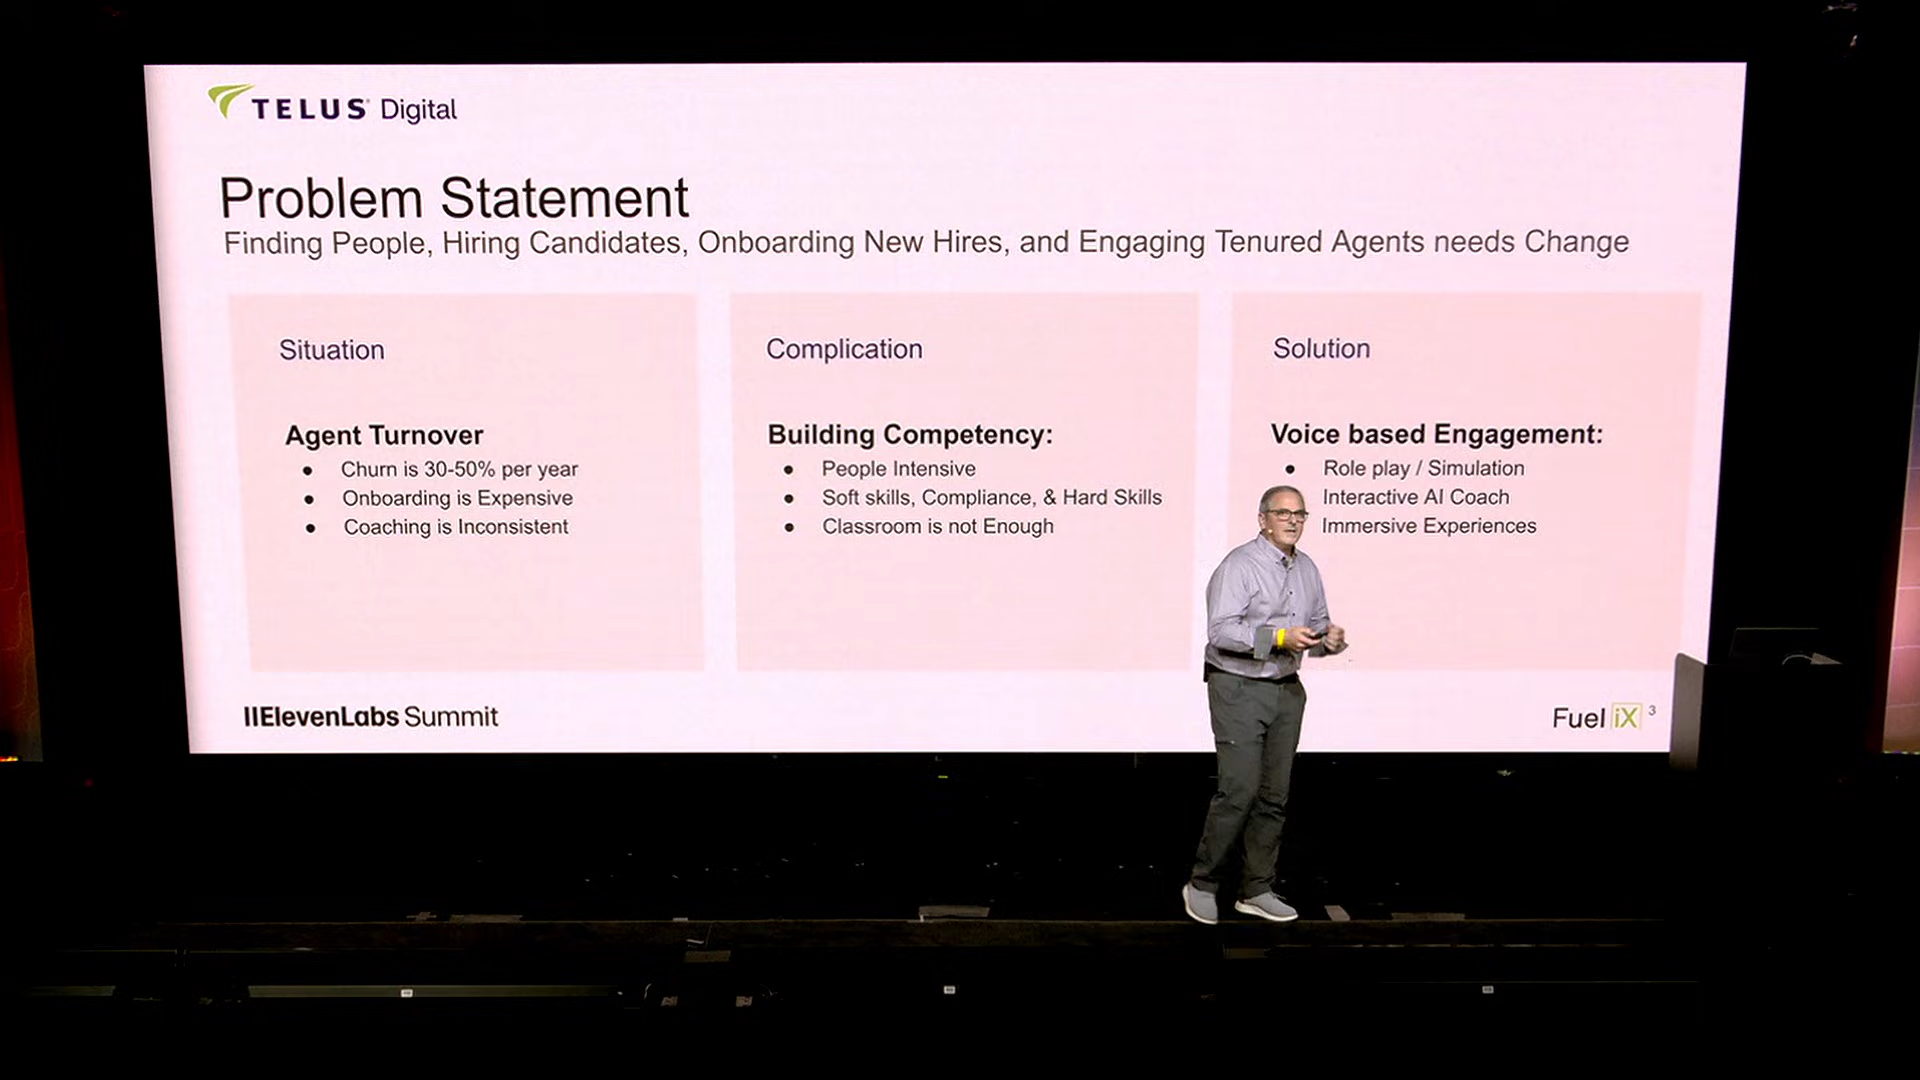 TELUS Digital
Problem Statement
Finding People, Hiring Candidates, Onboarding New Hires, and Engaging Tenured Agents needs Change
Situation
Agent Turnover
● Churn is 30-50% per year
● Onboarding is Expensive
● Coaching is Inconsistent
Complication
Building Competency:
● People Intensive
● Soft skills, Compliance, & Hard Skills
● Classroom is not Enough
Solution
Voice based Engagement:
● Role play / Simulation
Interactive AI Coach
Immersive Experiences
IIElevenLabs Summit
Fuel iX 3